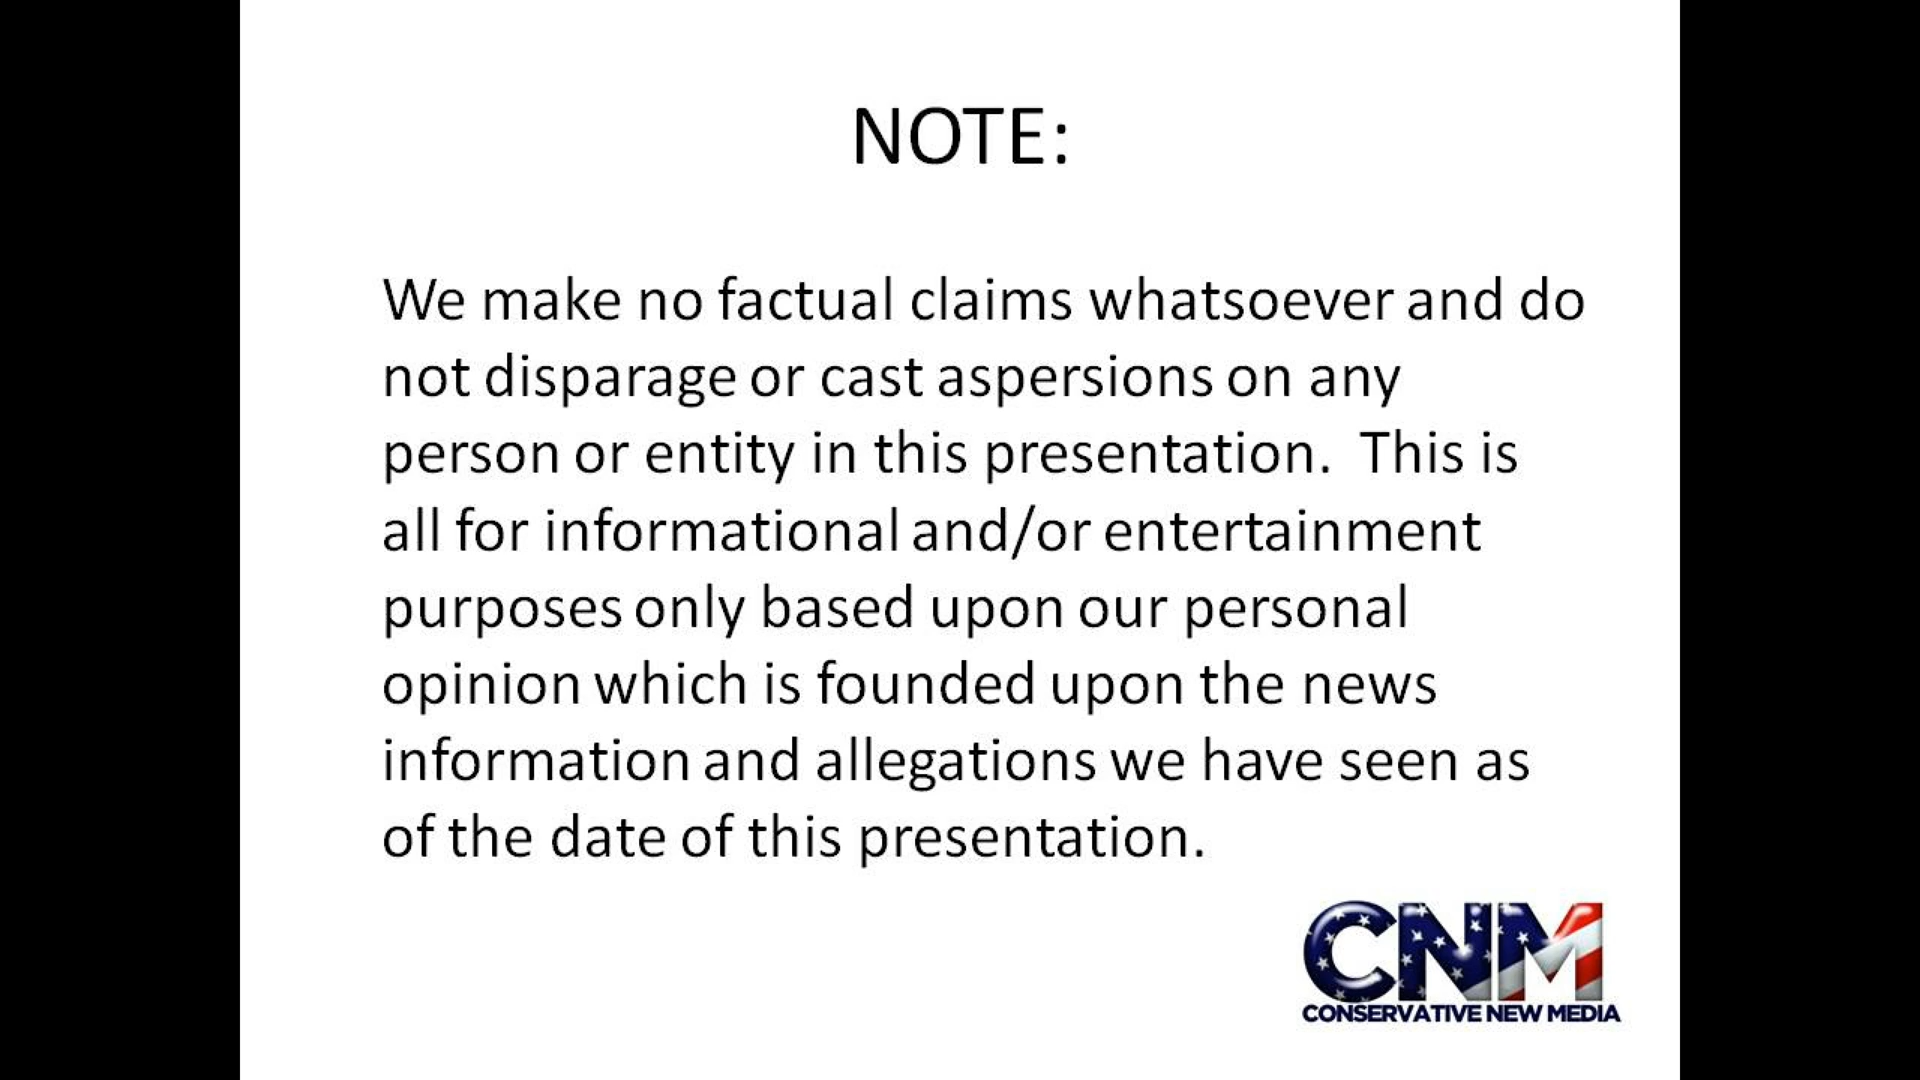 NOTE:
We make no factual claims whatsoever and do
not disparage or cast aspersions on any
person or entity in this presentation.  This is
all for informational and/or entertainment
purposes only based upon our personal
opinion which is founded upon the news
information and allegations we have seen as
of the date of this presentation.
CNM
CONSERVATIVE NEW MEDIA